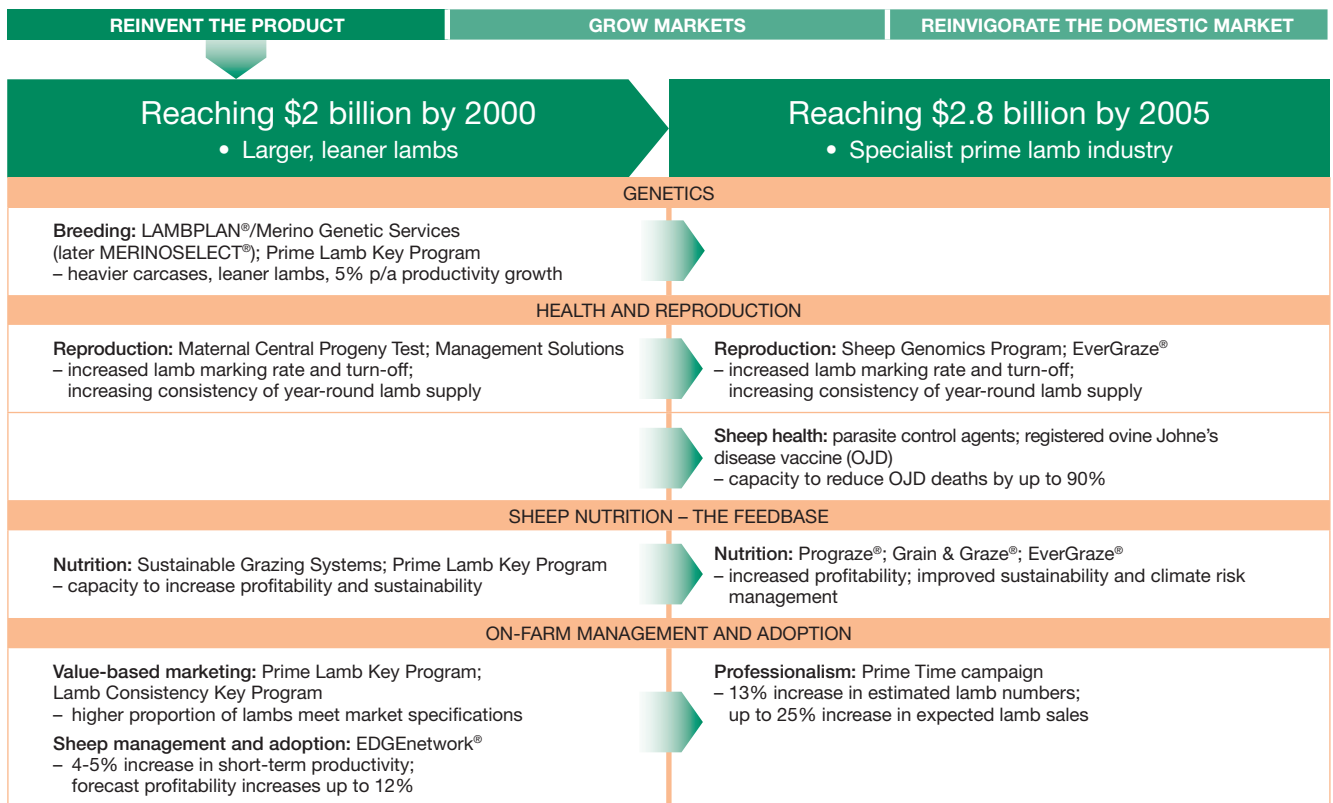 REINVENT THE PRODUCT
GROW MARKETS
REINVIGORATE THE DOMESTIC MARKET
Reaching $2 billion by 2000
• Larger, leaner lambs
Reaching $2.8 billion by 2005
• Specialist prime lamb industry
GENETICS
Breeding: LAMBPLAN®/Merino Genetic Services
(later MERINOSELECT®); Prime Lamb Key Program
– heavier carcases, leaner lambs, 5% p/a productivity growth
HEALTH AND REPRODUCTION
Reproduction: Maternal Central Progeny Test; Management Solutions
– increased lamb marking rate and turn-off;
increasing consistency of year-round lamb supply
Reproduction: Sheep Genomics Program; EverGraze®
– increased lamb marking rate and turn-off;
increasing consistency of year-round lamb supply
Sheep health: parasite control agents; registered ovine Johne's
disease vaccine (OJD)
– capacity to reduce OJD deaths by up to 90%
SHEEP NUTRITION – THE FEEDBASE
Nutrition: Sustainable Grazing Systems; Prime Lamb Key Program
– capacity to increase profitability and sustainability
Nutrition: Prograze®; Grain & Graze®; EverGraze®
– increased profitability; improved sustainability and climate risk
management
ON-FARM MANAGEMENT AND ADOPTION
Value-based marketing: Prime Lamb Key Program;
Lamb Consistency Key Program
– higher proportion of lambs meet market specifications
Sheep management and adoption: EDGEnetwork®
– 4-5% increase in short-term productivity;
forecast profitability increases up to 12%
Professionalism: Prime Time campaign
– 13% increase in estimated lamb numbers;
up to 25% increase in expected lamb sales